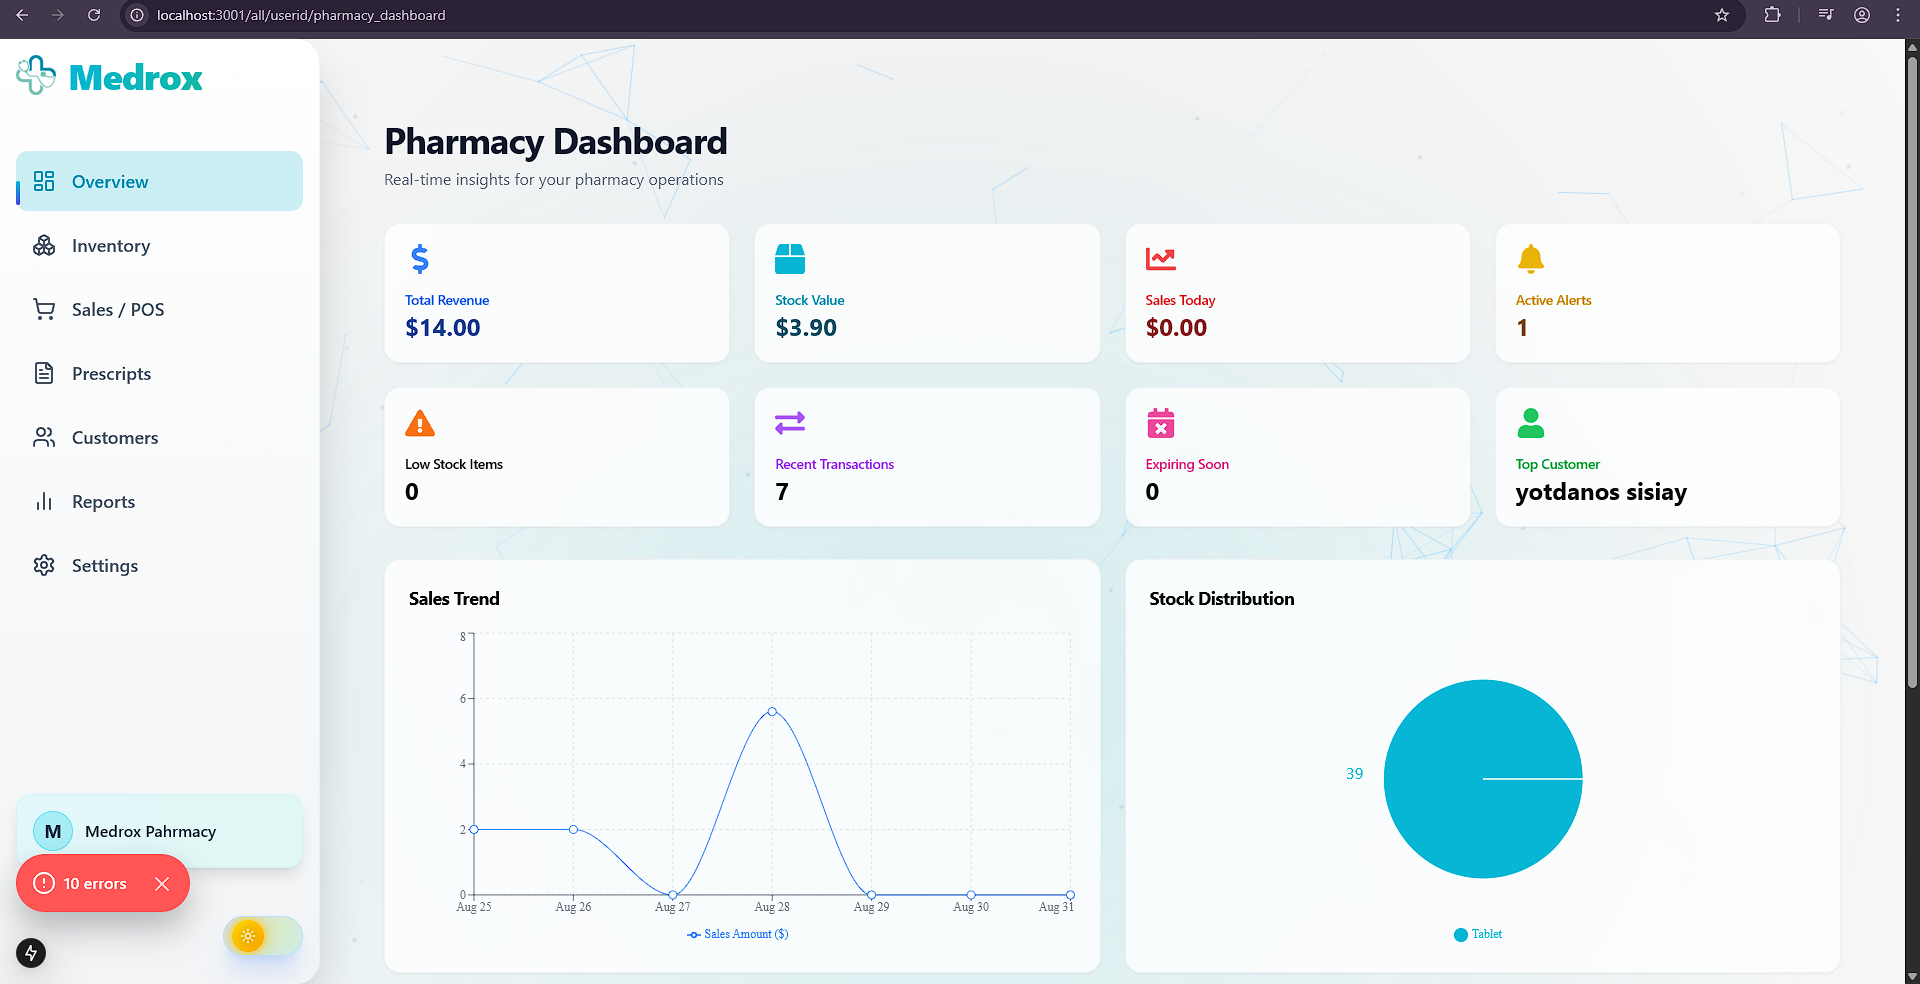 localhost:3001/all/userid/pharmacy_dashboard
Medrox
Overview
Inventory
Sales / POS
Prescripts
Customers
Reports
Settings
M
Medrox Pahrmacy
10 errors
Pharmacy Dashboard
Real-time insights for your pharmacy operations
Total Revenue
$14.00
Stock Value
$3.90
Sales Today
$0.00
Active Alerts
1
Low Stock Items
0
Recent Transactions
7
Expiring Soon
0
Top Customer
yotdanos sisiay
Sales Trend
8
6
4
2
0
Aug 25 Aug 26 Aug 27 Aug 28 Aug 29 Aug 30 Aug 31
Sales Amount ($)
Stock Distribution
39
Tablet